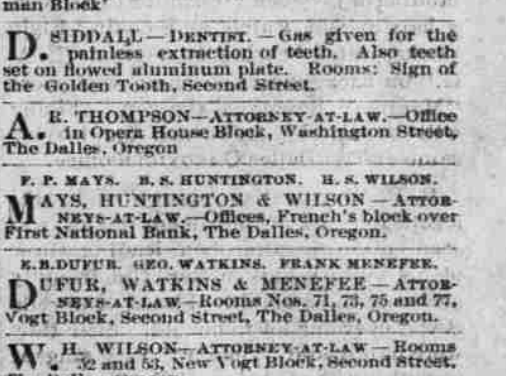 man Block
D. SIDDALL — DENTIST. — Gas given for the
painless extraction of teeth. Also teeth
set on flowed aluminum plate. Rooms: Sign of
the Golden Tooth, Second Street.
A. R. THOMPSON—ATTORNEY-AT-LAW.—Office
in Opera House Block, Washington Street,
The Dalles, Oregon
F. P. MAYS. B. S. HUNTINGTON. H. S. WILSON.
MAYS, HUNTINGTON & WILSON — ATTOR-
NEYS-AT-LAW.—Offices, French's block over
First National Bank, The Dalles, Oregon.
E.B.DUFUR. GEO. WATKINS. FRANK MENEFEE.
DUFUR, WATKINS & MENEFEE — ATTOR-
NEYS-AT-LAW—Rooms Nos. 71, 73, 75 and 77,
Vogt Block, Second Street, The Dalles, Oregon.
W. H. WILSON—ATTORNEY-AT-LAW — Rooms
52 and 53, New Vogt Block, Second Street,